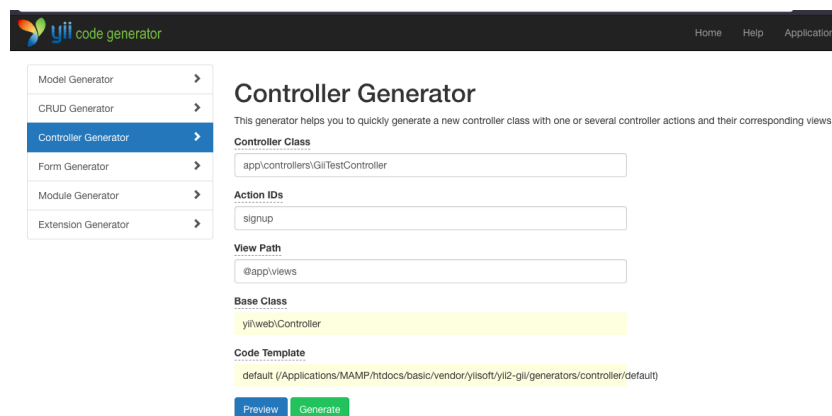 yii code generator
Home Help Application
Model Generator
CRUD Generator
Controller Generator
Form Generator
Module Generator
Extension Generator
Controller Generator
This generator helps you to quickly generate a new controller class with one or several controller actions and their corresponding views
Controller Class
app\controllers\GiiTestController
Action IDs
signup
View Path
@app\views
Base Class
yii\web\Controller
Code Template
default (/Applications/MAMP/htdocs/basic/vendor/yiisoft/yii2-gii/generators/controller/default)
Preview Generate